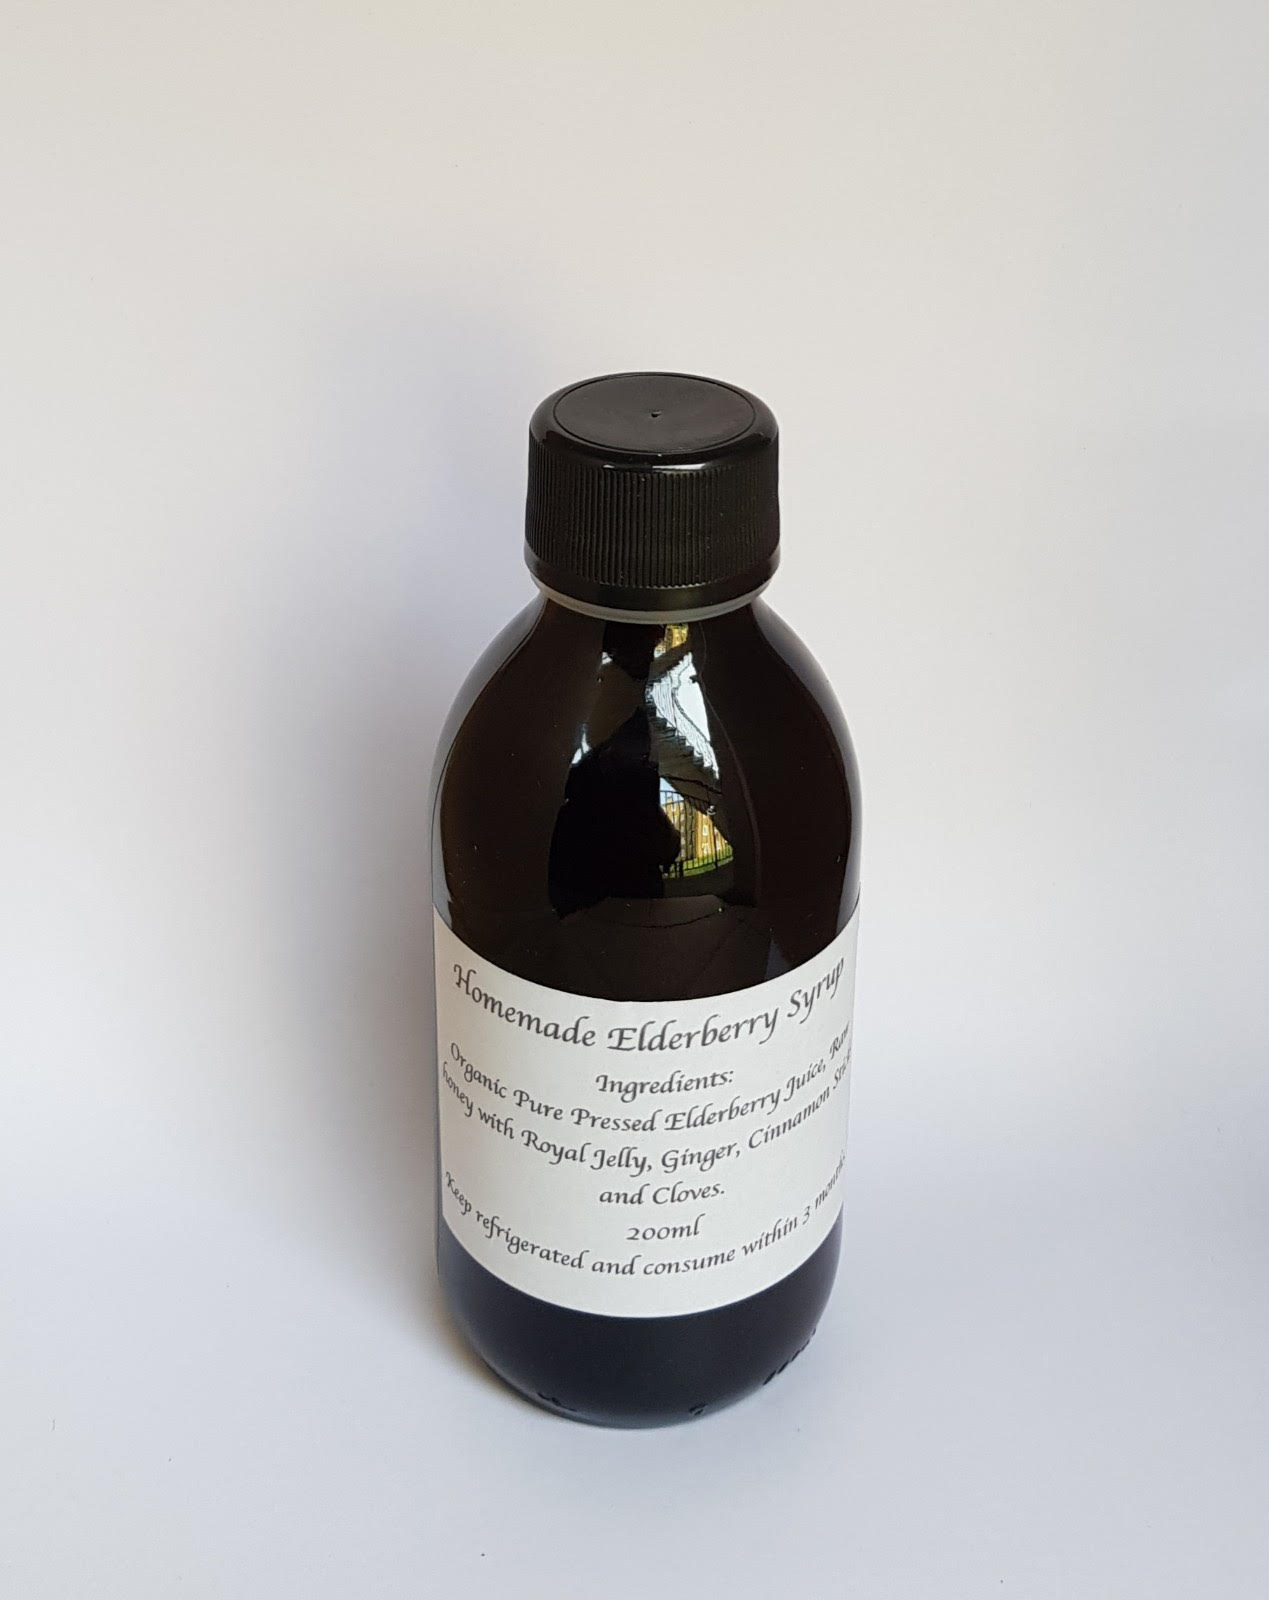 Homemade Elderberry Syrup
Ingredients:
Organic Pure Pressed Elderberry Juice, Raw
honey with Royal Jelly, Ginger, Cinnamon
and Cloves.
200ml
Keep refrigerated and consume within 3